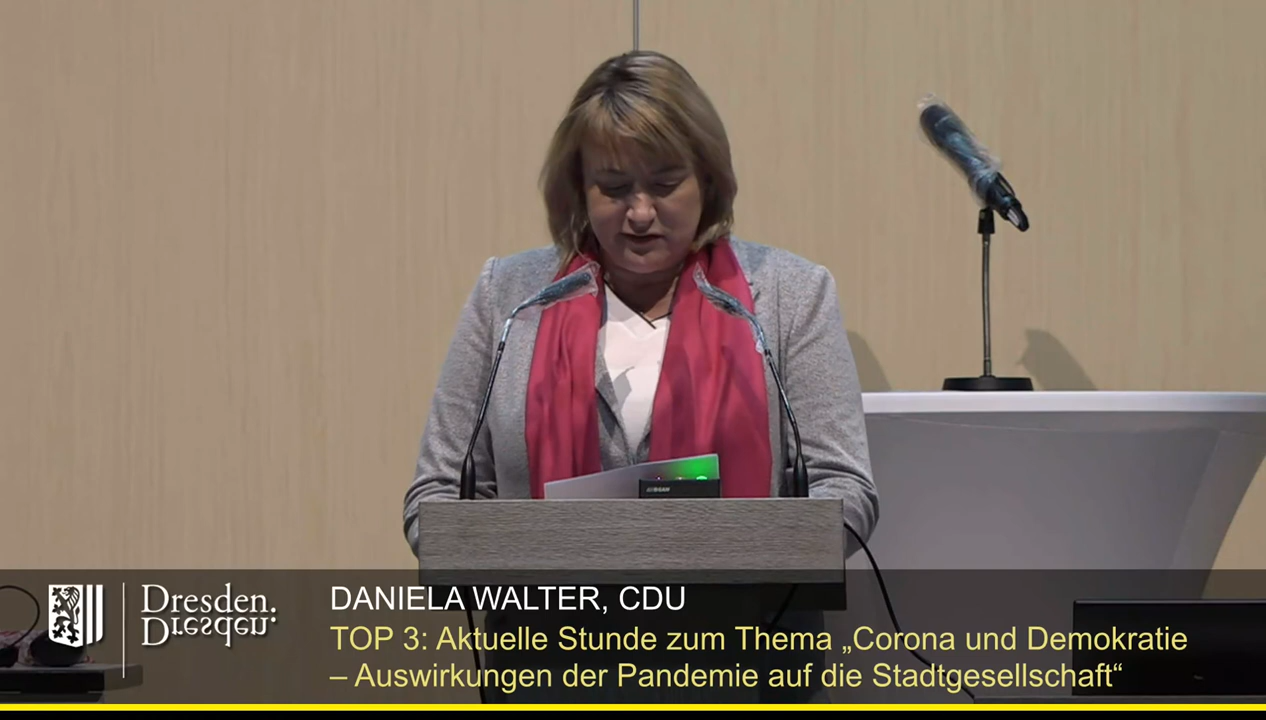 Dresden.
Dresden.
DANIELA WALTER, CDU
TOP 3: Aktuelle Stunde zum Thema „Corona und Demokratie
– Auswirkungen der Pandemie auf die Stadtgesellschaft“